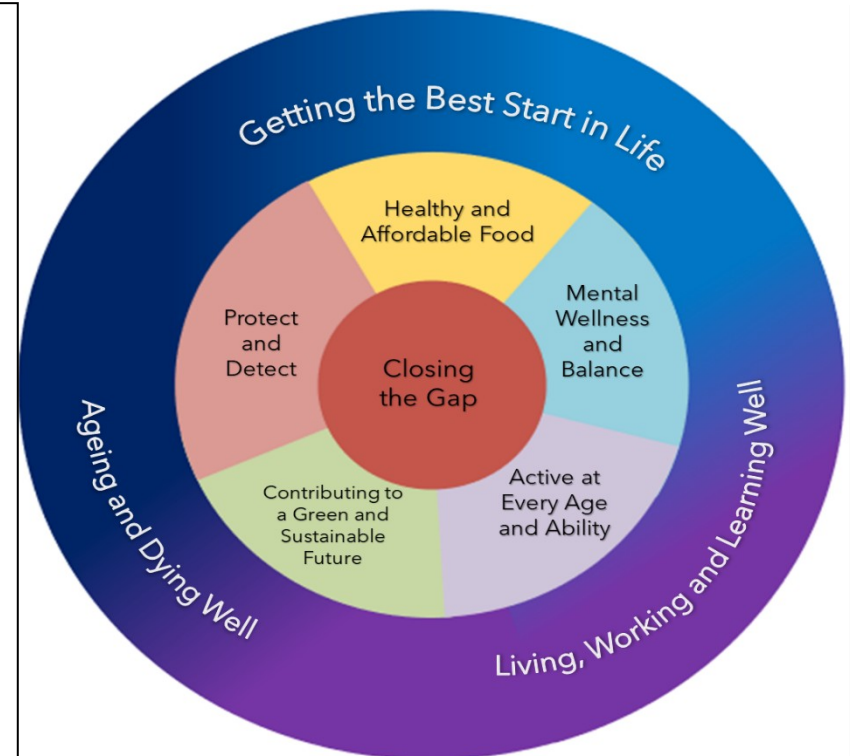 Getting the Best Start in Life
Healthy and
Affordable Food
Protect
and
Detect
Mental
Wellness
and
Balance
Closing
the Gap
Contributing to
a Green and
Sustainable
Future
Active at
Every Age
and Ability
Ageing and Dying Well
Living, Working and Learning Well